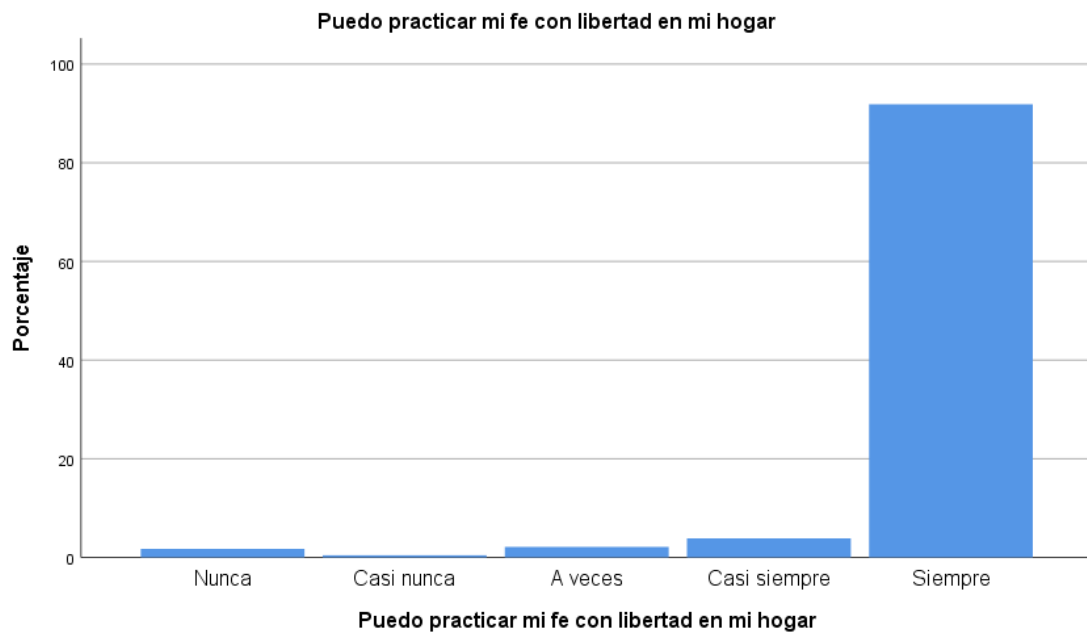 Puedo practicar mi fe con libertad en mi hogar
100
80
60
40
20
0
Porcentaje
Nunca
Casi nunca
A veces
Casi siempre
Siempre
Puedo practicar mi fe con libertad en mi hogar